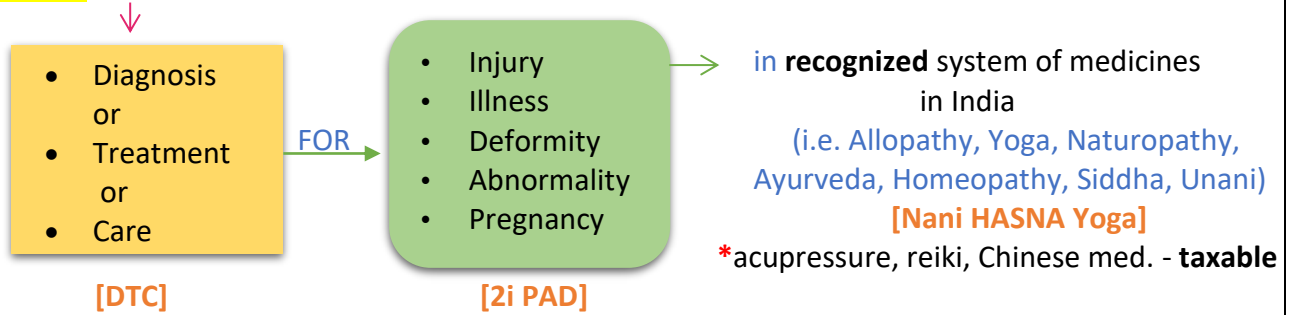 • Diagnosis
or
• Treatment
or
• Care
[DTC]
FOR
• Injury
• Illness
• Deformity
• Abnormality
• Pregnancy
[2i PAD]
in recognized system of medicines
in India
(i.e. Allopathy, Yoga, Naturopathy,
Ayurveda, Homeopathy, Siddha, Unani)
[Nani HASNA Yoga]
*acupressure, reiki, Chinese med. - taxable